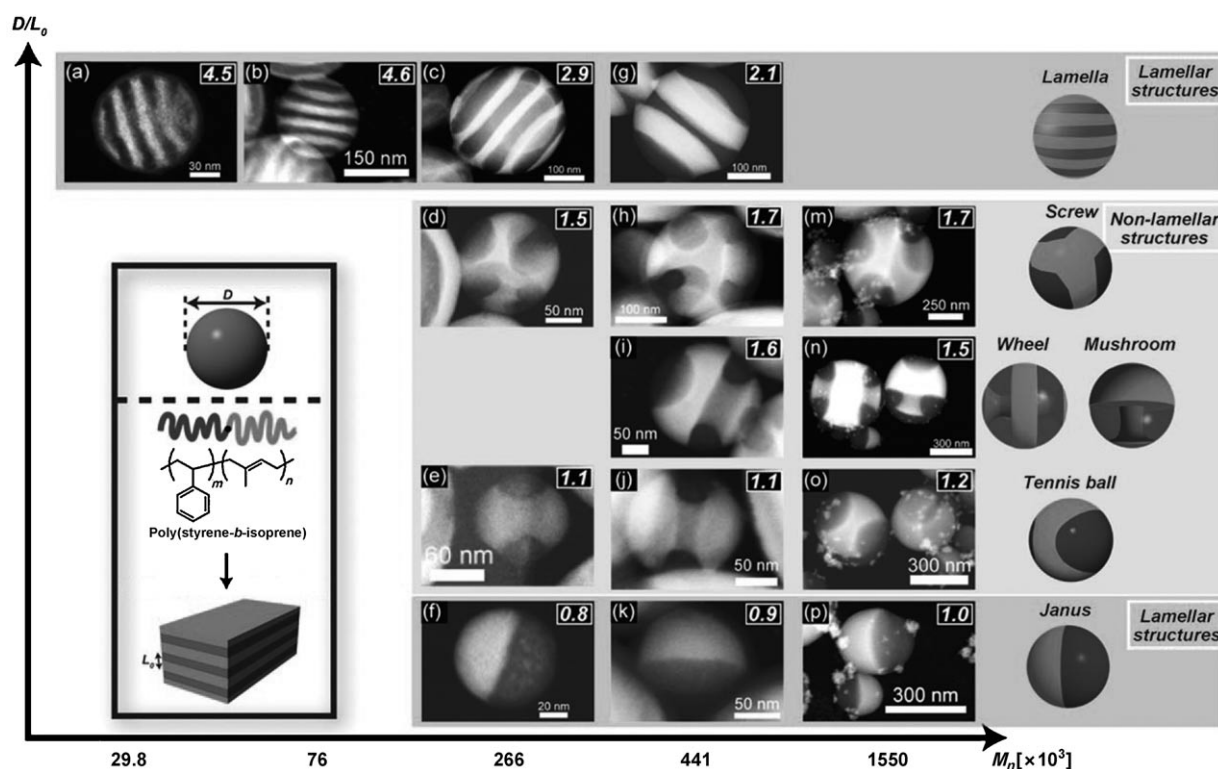 D/L₀
(a)
4.5
30 nm
(b)
4.6
150 nm
(c)
2.9
100 nm
(g)
2.1
100 nm
Lamella
Lamellar
structures
(d)
1.5
50 nm
(h)
1.7
100 nm
(m)
1.7
250 nm
Screw
Non-lamellar
structures
(i)
1.6
50 nm
(n)
1.5
300 nm
Wheel
Mushroom
(e)
1.1
60 nm
(j)
1.1
50 nm
(o)
1.2
300 nm
Tennis ball
(f)
0.8
20 nm
(k)
0.9
50 nm
(p)
1.0
300 nm
Janus
Lamellar
structures
D
m
n
Poly(styrene-b-isoprene)
L₀
29.8
76
266
441
1550
Mₙ[×10³]